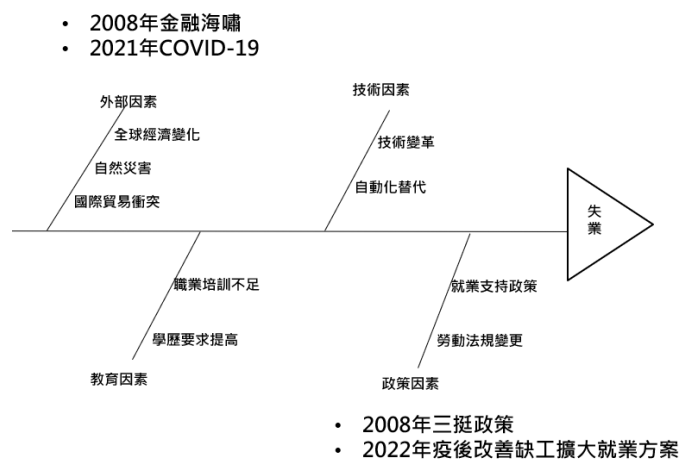 • 2008年金融海嘯
• 2021年COVID-19
外部因素
全球經濟變化
自然災害
國際貿易衝突
技術因素
技術變革
自動化替代
失
業
職業培訓不足
學歷要求提高
教育因素
就業支持政策
勞動法規變更
政策因素
• 2008年三挺政策
• 2022年疫後改善缺工擴大就業方案